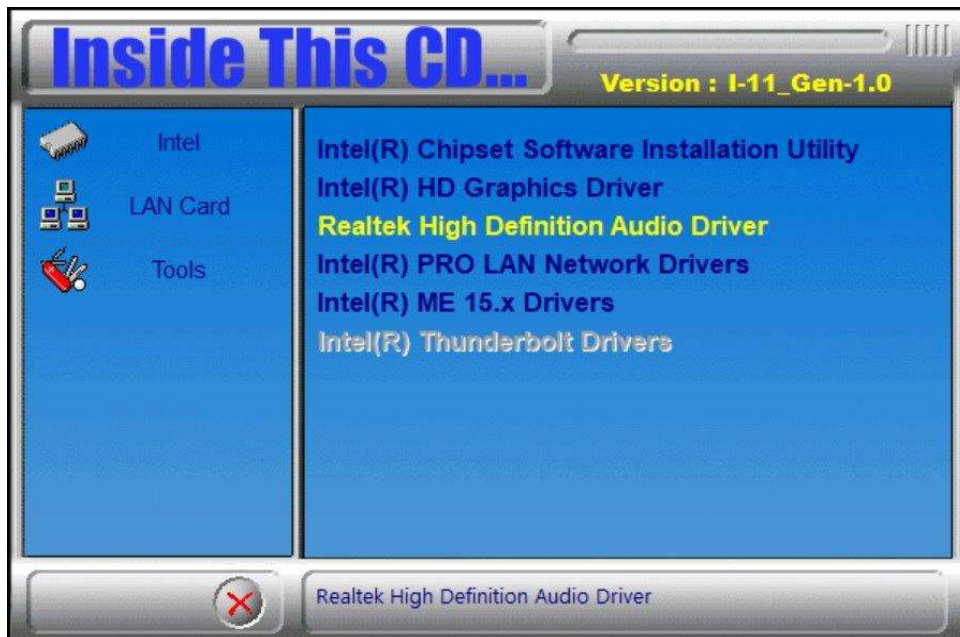 Inside This CD...
Version : I-11_Gen-1.0
Intel
LAN Card
Tools
Intel(R) Chipset Software Installation Utility
Intel(R) HD Graphics Driver
Realtek High Definition Audio Driver
Intel(R) PRO LAN Network Drivers
Intel(R) ME 15.x Drivers
Intel(R) Thunderbolt Drivers
Realtek High Definition Audio Driver